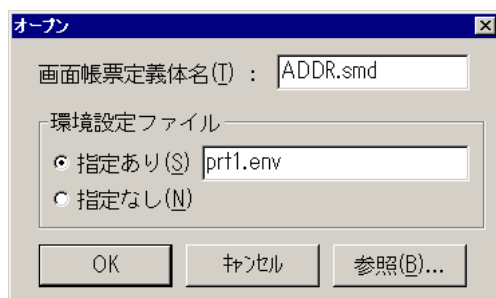 オープン
画面帳票定義体名(T) : ADDR.smd
環境設定ファイル
指定あり(S) prt1.env
指定なし(N)
OK キャンセル 参照(B)...